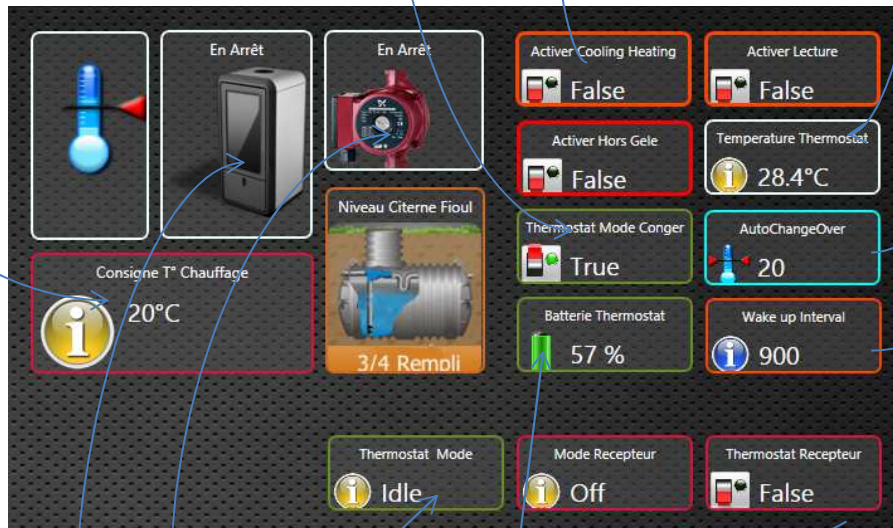 En Arrêt
En Arrêt
Activer Cooling Heating
False
Activer Lecture
False
Activer Hors Gele
False
Temperature Thermostat
28.4°C
Niveau Citerne Fioul
3/4 Rempli
Thermostat Mode Conger
True
AutoChangeOver
20
Consigne T° Chauffage
20°C
Batterie Thermostat
57 %
Wake up Interval
900
Thermostat Mode
Idle
Mode Recepteur
Off
Thermostat Recepteur
False